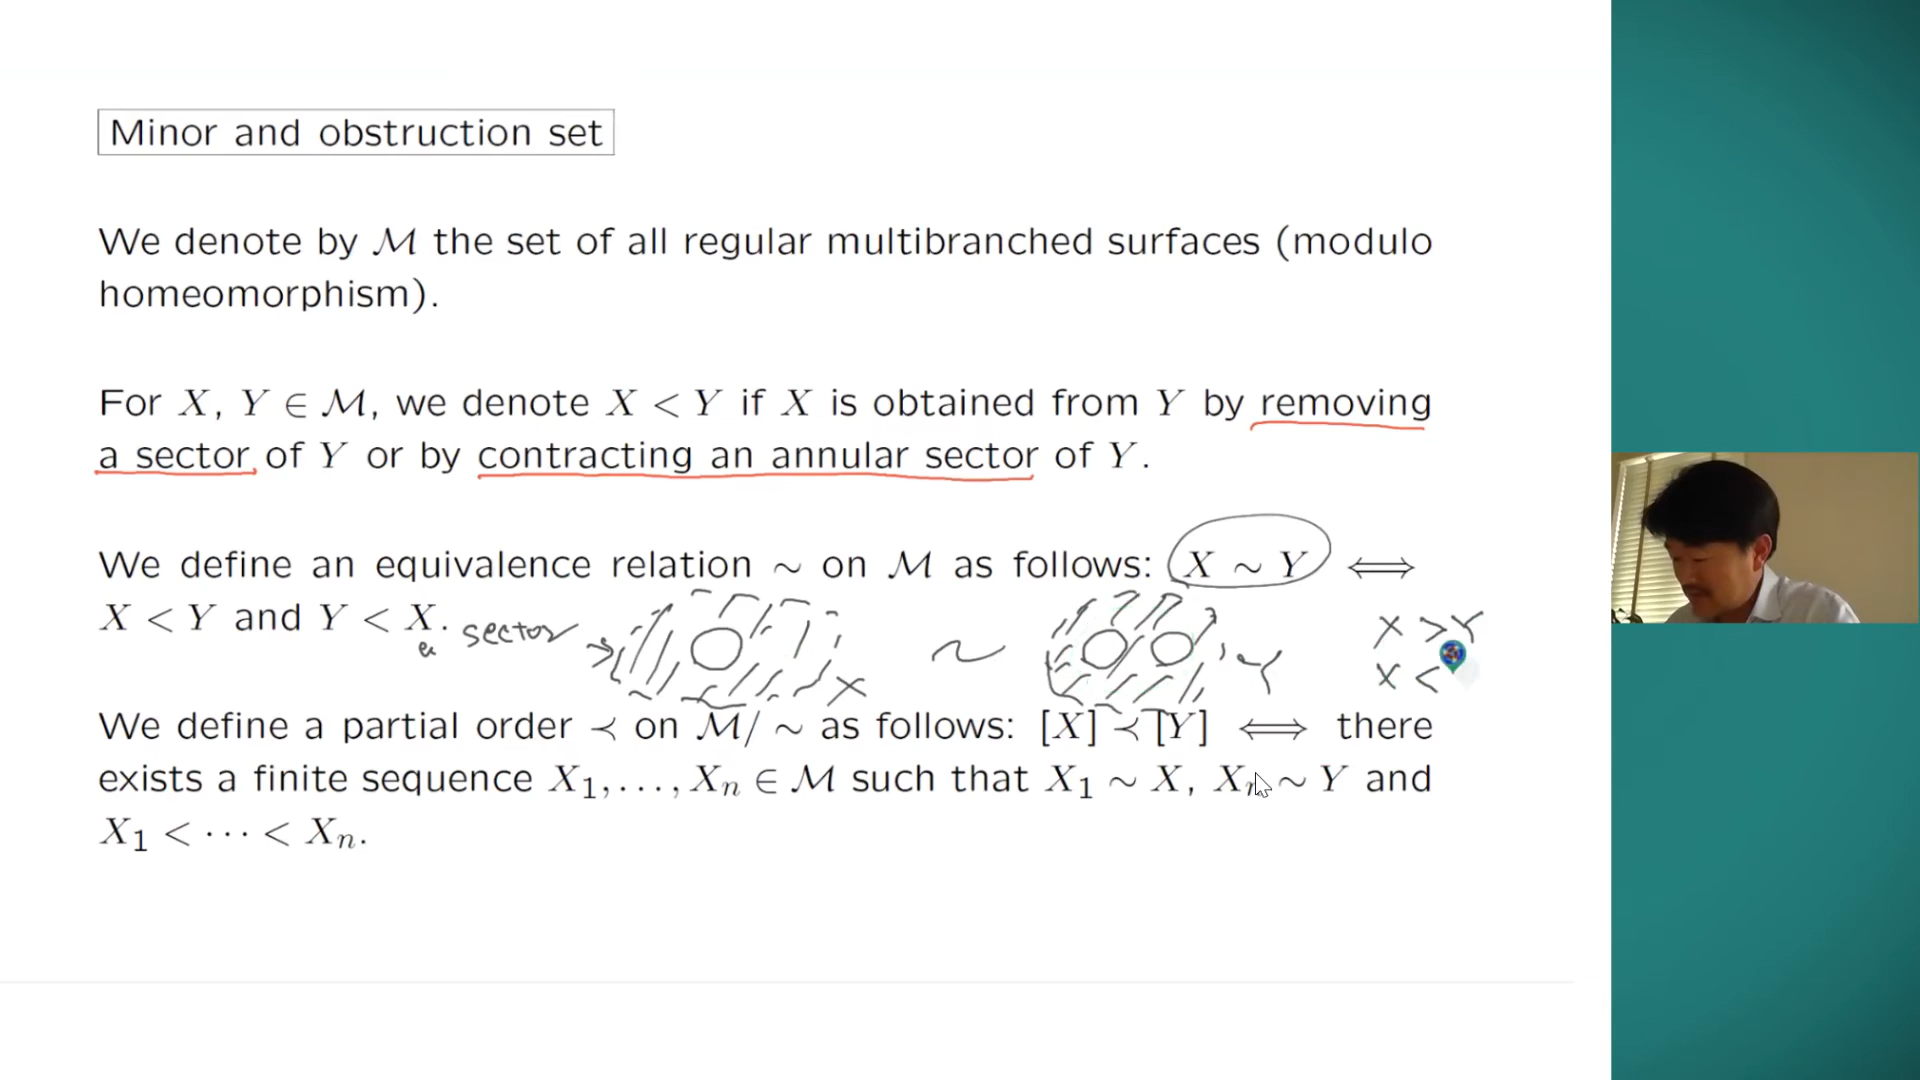 Minor and obstruction set
We denote by ℳ the set of all regular multibranched surfaces (modulo
homeomorphism).
For X, Y ∈ ℳ, we denote X < Y if X is obtained from Y by removing
a sector of Y or by contracting an annular sector of Y.
We define an equivalence relation ∼ on ℳ as follows: X ∼ Y ⟺
X < Y and Y < X.
sector → X ∼ Y
X > Y
X <
We define a partial order ≺ on ℳ/ ∼ as follows: [X] ≺ [Y] ⟺ there
exists a finite sequence X₁, . . . , Xₙ ∈ ℳ such that X₁ ∼ X, Xₙ ∼ Y and
X₁ < · · · < Xₙ.